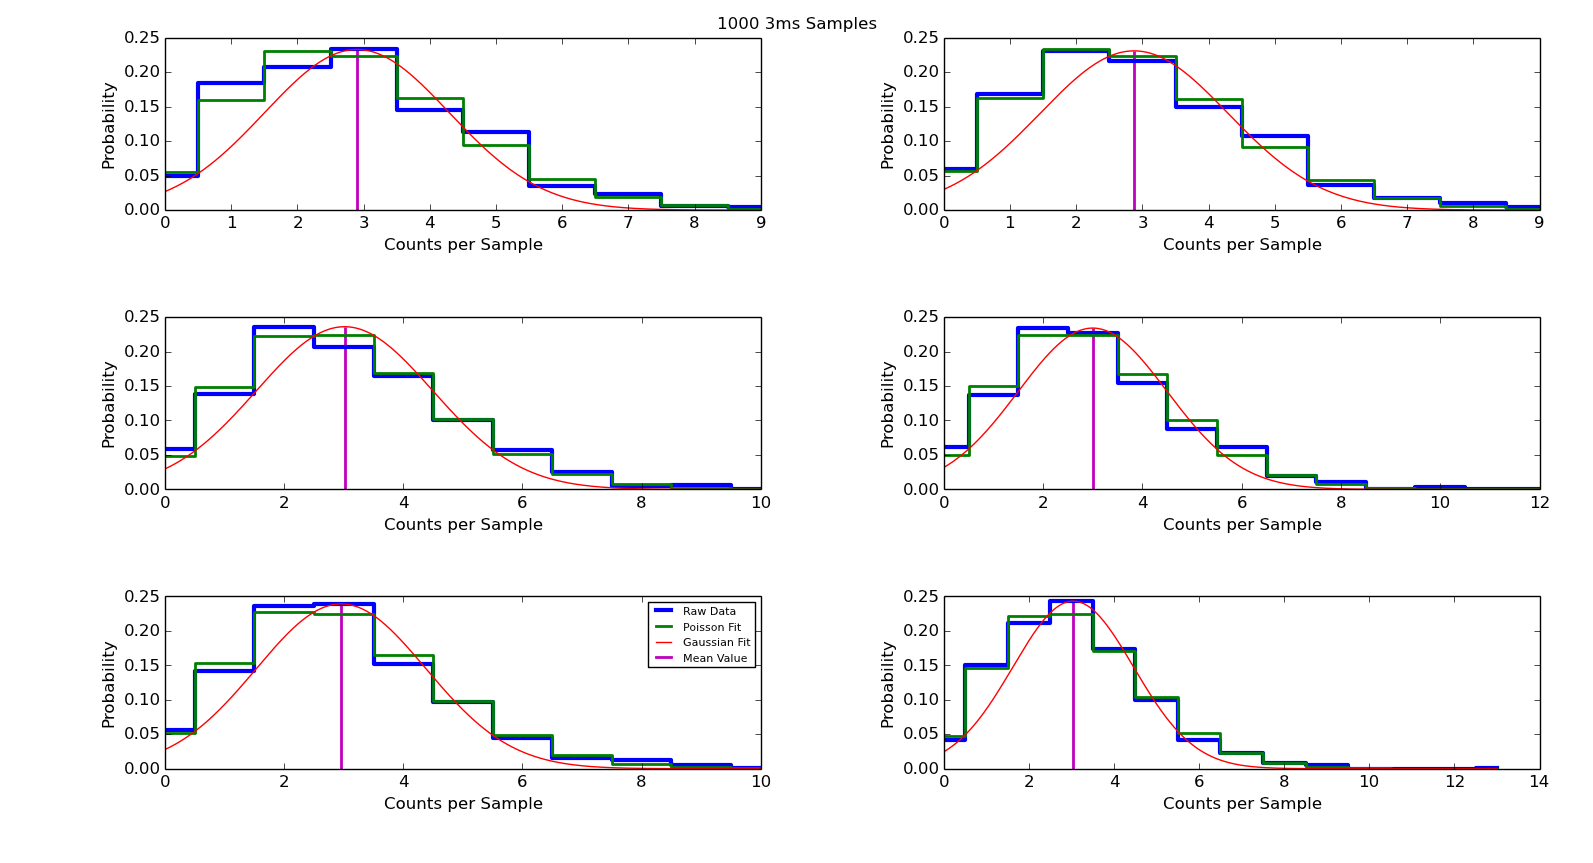 1000 3ms Samples
0.25
0.20
0.15
0.10
0.05
0.00
Probability
0 1 2 3 4 5 6 7 8 9
Counts per Sample
0.25
0.20
0.15
0.10
0.05
0.00
Probability
0 1 2 3 4 5 6 7 8 9
Counts per Sample
0.25
0.20
0.15
0.10
0.05
0.00
Probability
0 2 4 6 8 10
Counts per Sample
0.25
0.20
0.15
0.10
0.05
0.00
Probability
0 2 4 6 8 10 12
Counts per Sample
0.25
0.20
0.15
0.10
0.05
0.00
Probability
Raw Data
Poisson Fit
Gaussian Fit
Mean Value
0 2 4 6 8 10
Counts per Sample
0.25
0.20
0.15
0.10
0.05
0.00
Probability
0 2 4 6 8 10 12 14
Counts per Sample